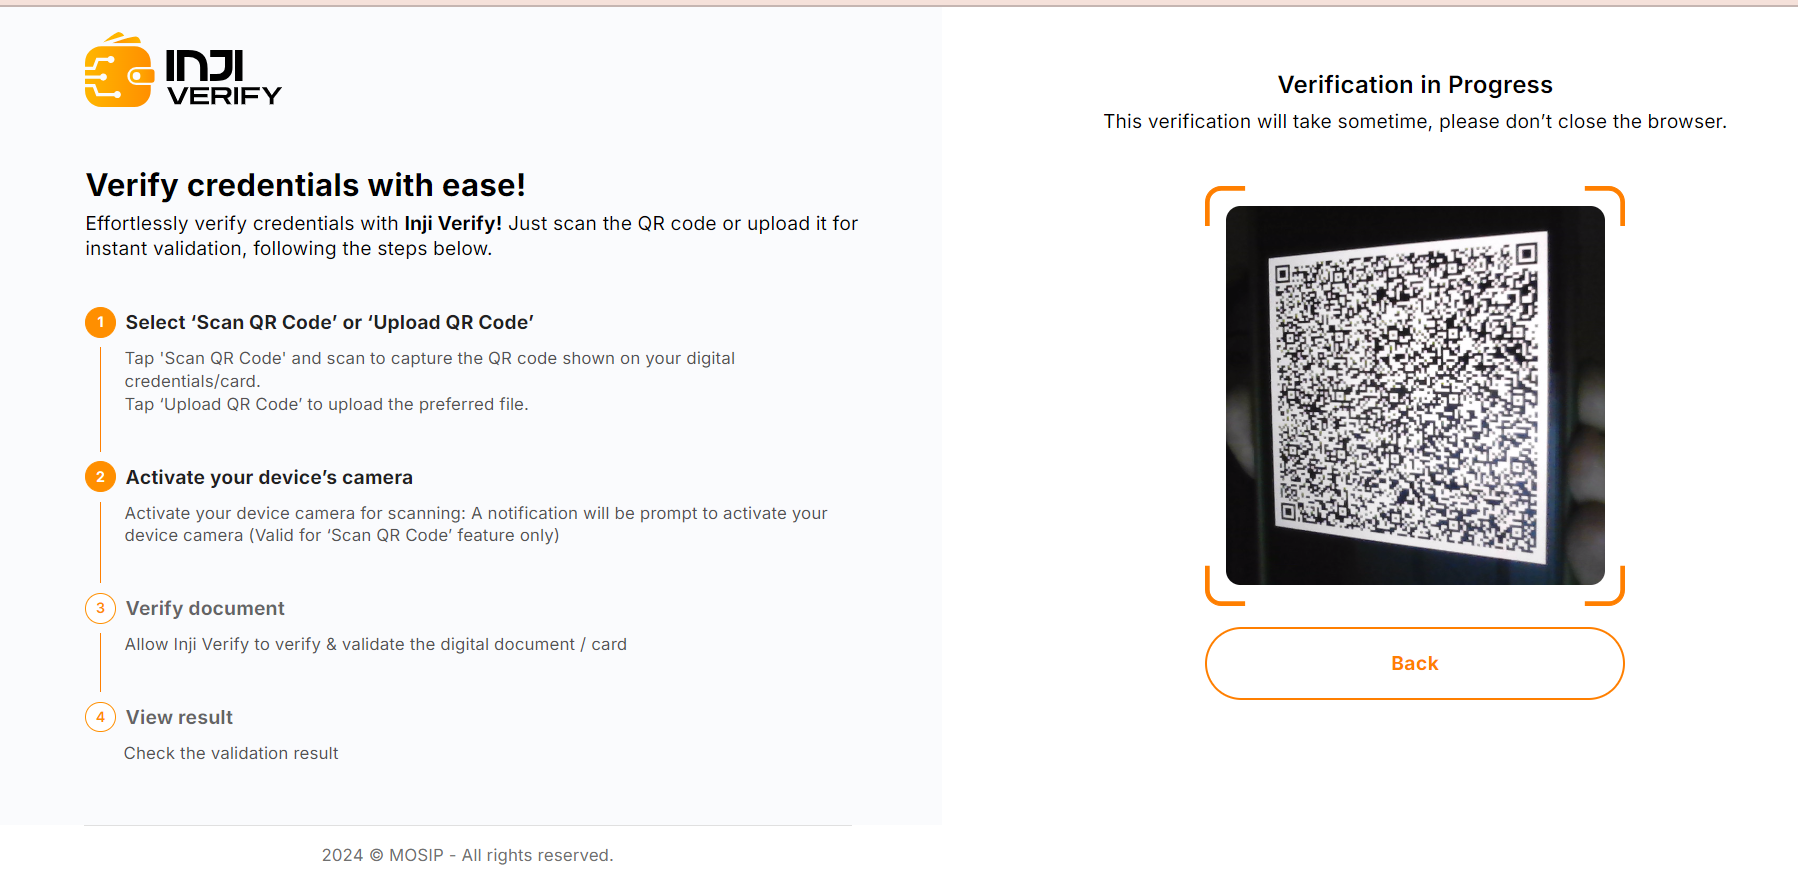 INJI
VERIFY
Verify credentials with ease!
Effortlessly verify credentials with Inji Verify! Just scan the QR code or upload it for
instant validation, following the steps below.
1 Select ‘Scan QR Code’ or ‘Upload QR Code’
Tap 'Scan QR Code' and scan to capture the QR code shown on your digital
credentials/card.
Tap ‘Upload QR Code’ to upload the preferred file.
2 Activate your device’s camera
Activate your device camera for scanning: A notification will be prompt to activate your
device camera (Valid for ‘Scan QR Code’ feature only)
3 Verify document
Allow Inji Verify to verify & validate the digital document / card
4 View result
Check the validation result
2024 © MOSIP - All rights reserved.
Verification in Progress
This verification will take sometime, please don’t close the browser.
Back